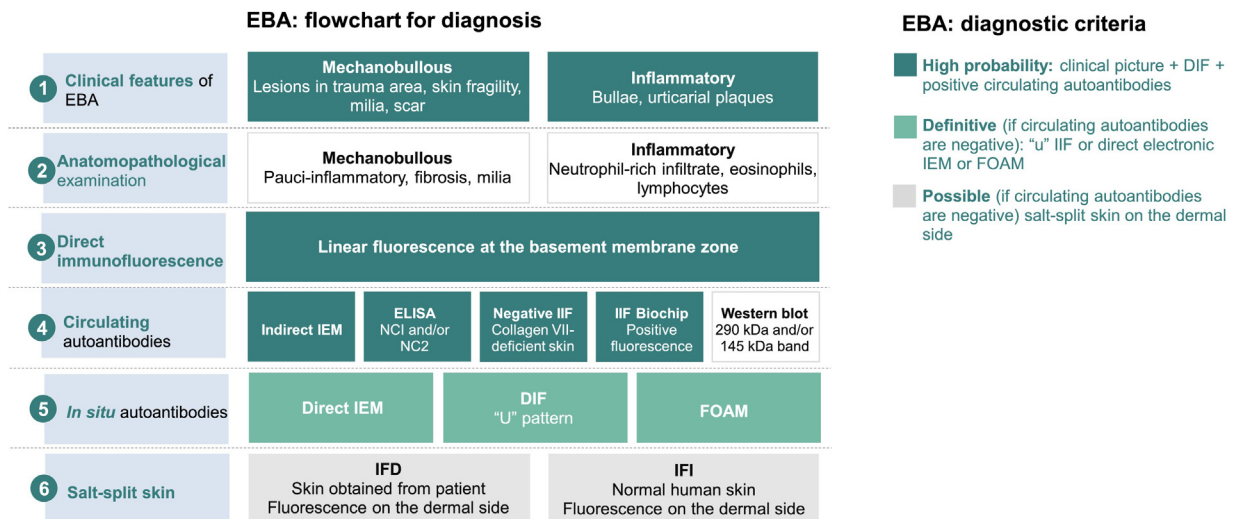 EBA: flowchart for diagnosis
1
Clinical features of
EBA
Mechanobullous
Lesions in trauma area, skin fragility,
milia, scar
Inflammatory
Bullae, urticarial plaques
2
Anatomopathological
examination
Mechanobullous
Pauci-inflammatory, fibrosis, milia
Inflammatory
Neutrophil-rich infiltrate, eosinophils,
lymphocytes
3
Direct
immunofluorescence
Linear fluorescence at the basement membrane zone
4
Circulating
autoantibodies
Indirect IEM
ELISA
NCI and/or
NC2
Negative IIF
Collagen VII-
deficient skin
IIF Biochip
Positive
fluorescence
Western blot
290 kDa and/or
145 kDa band
5
In situ autoantibodies
Direct IEM
DIF
“U” pattern
FOAM
6
Salt-split skin
IFD
Skin obtained from patient
Fluorescence on the dermal side
IFI
Normal human skin
Fluorescence on the dermal side
EBA: diagnostic criteria
High probability: clinical picture + DIF +
positive circulating autoantibodies
Definitive (if circulating autoantibodies
are negative): “u” IIF or direct electronic
IEM or FOAM
Possible (if circulating autoantibodies
are negative) salt-split skin on the dermal
side